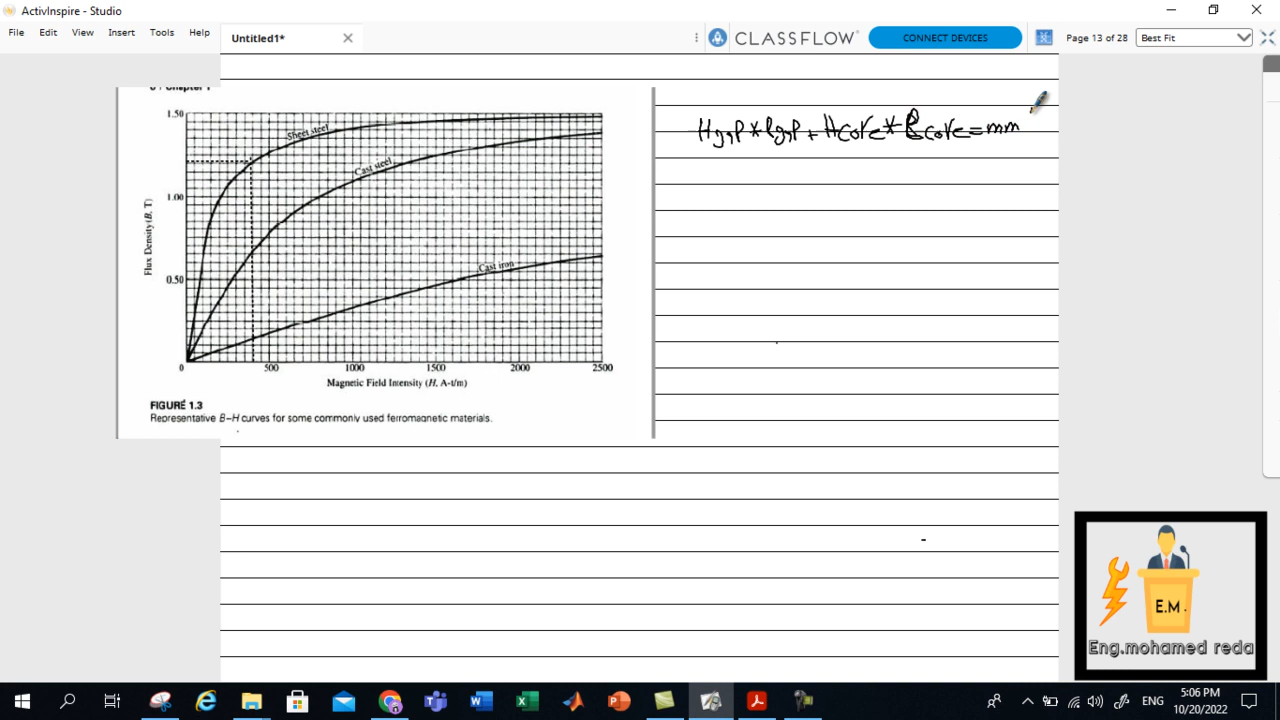 ActivInspire - Studio
File Edit View Insert Tools Help
Untitled1*
CLASSFLOW
CONNECT DEVICES
Page 13 of 28
Best Fit
1.50
1.00
0.50
0
Flux Density (B, T)
Sheet steel
Cast steel
Cast iron
0 500 1000 1500 2000 2500
Magnetic Field Intensity (H, A-t/m)
FIGURE 1.3
Representative B–H curves for some commonly used ferromagnetic materials.
Hgap * lgap + Hcore * lcore = mm
E.M.
Eng.mohamed reda
ENG
5:06 PM
10/20/2022